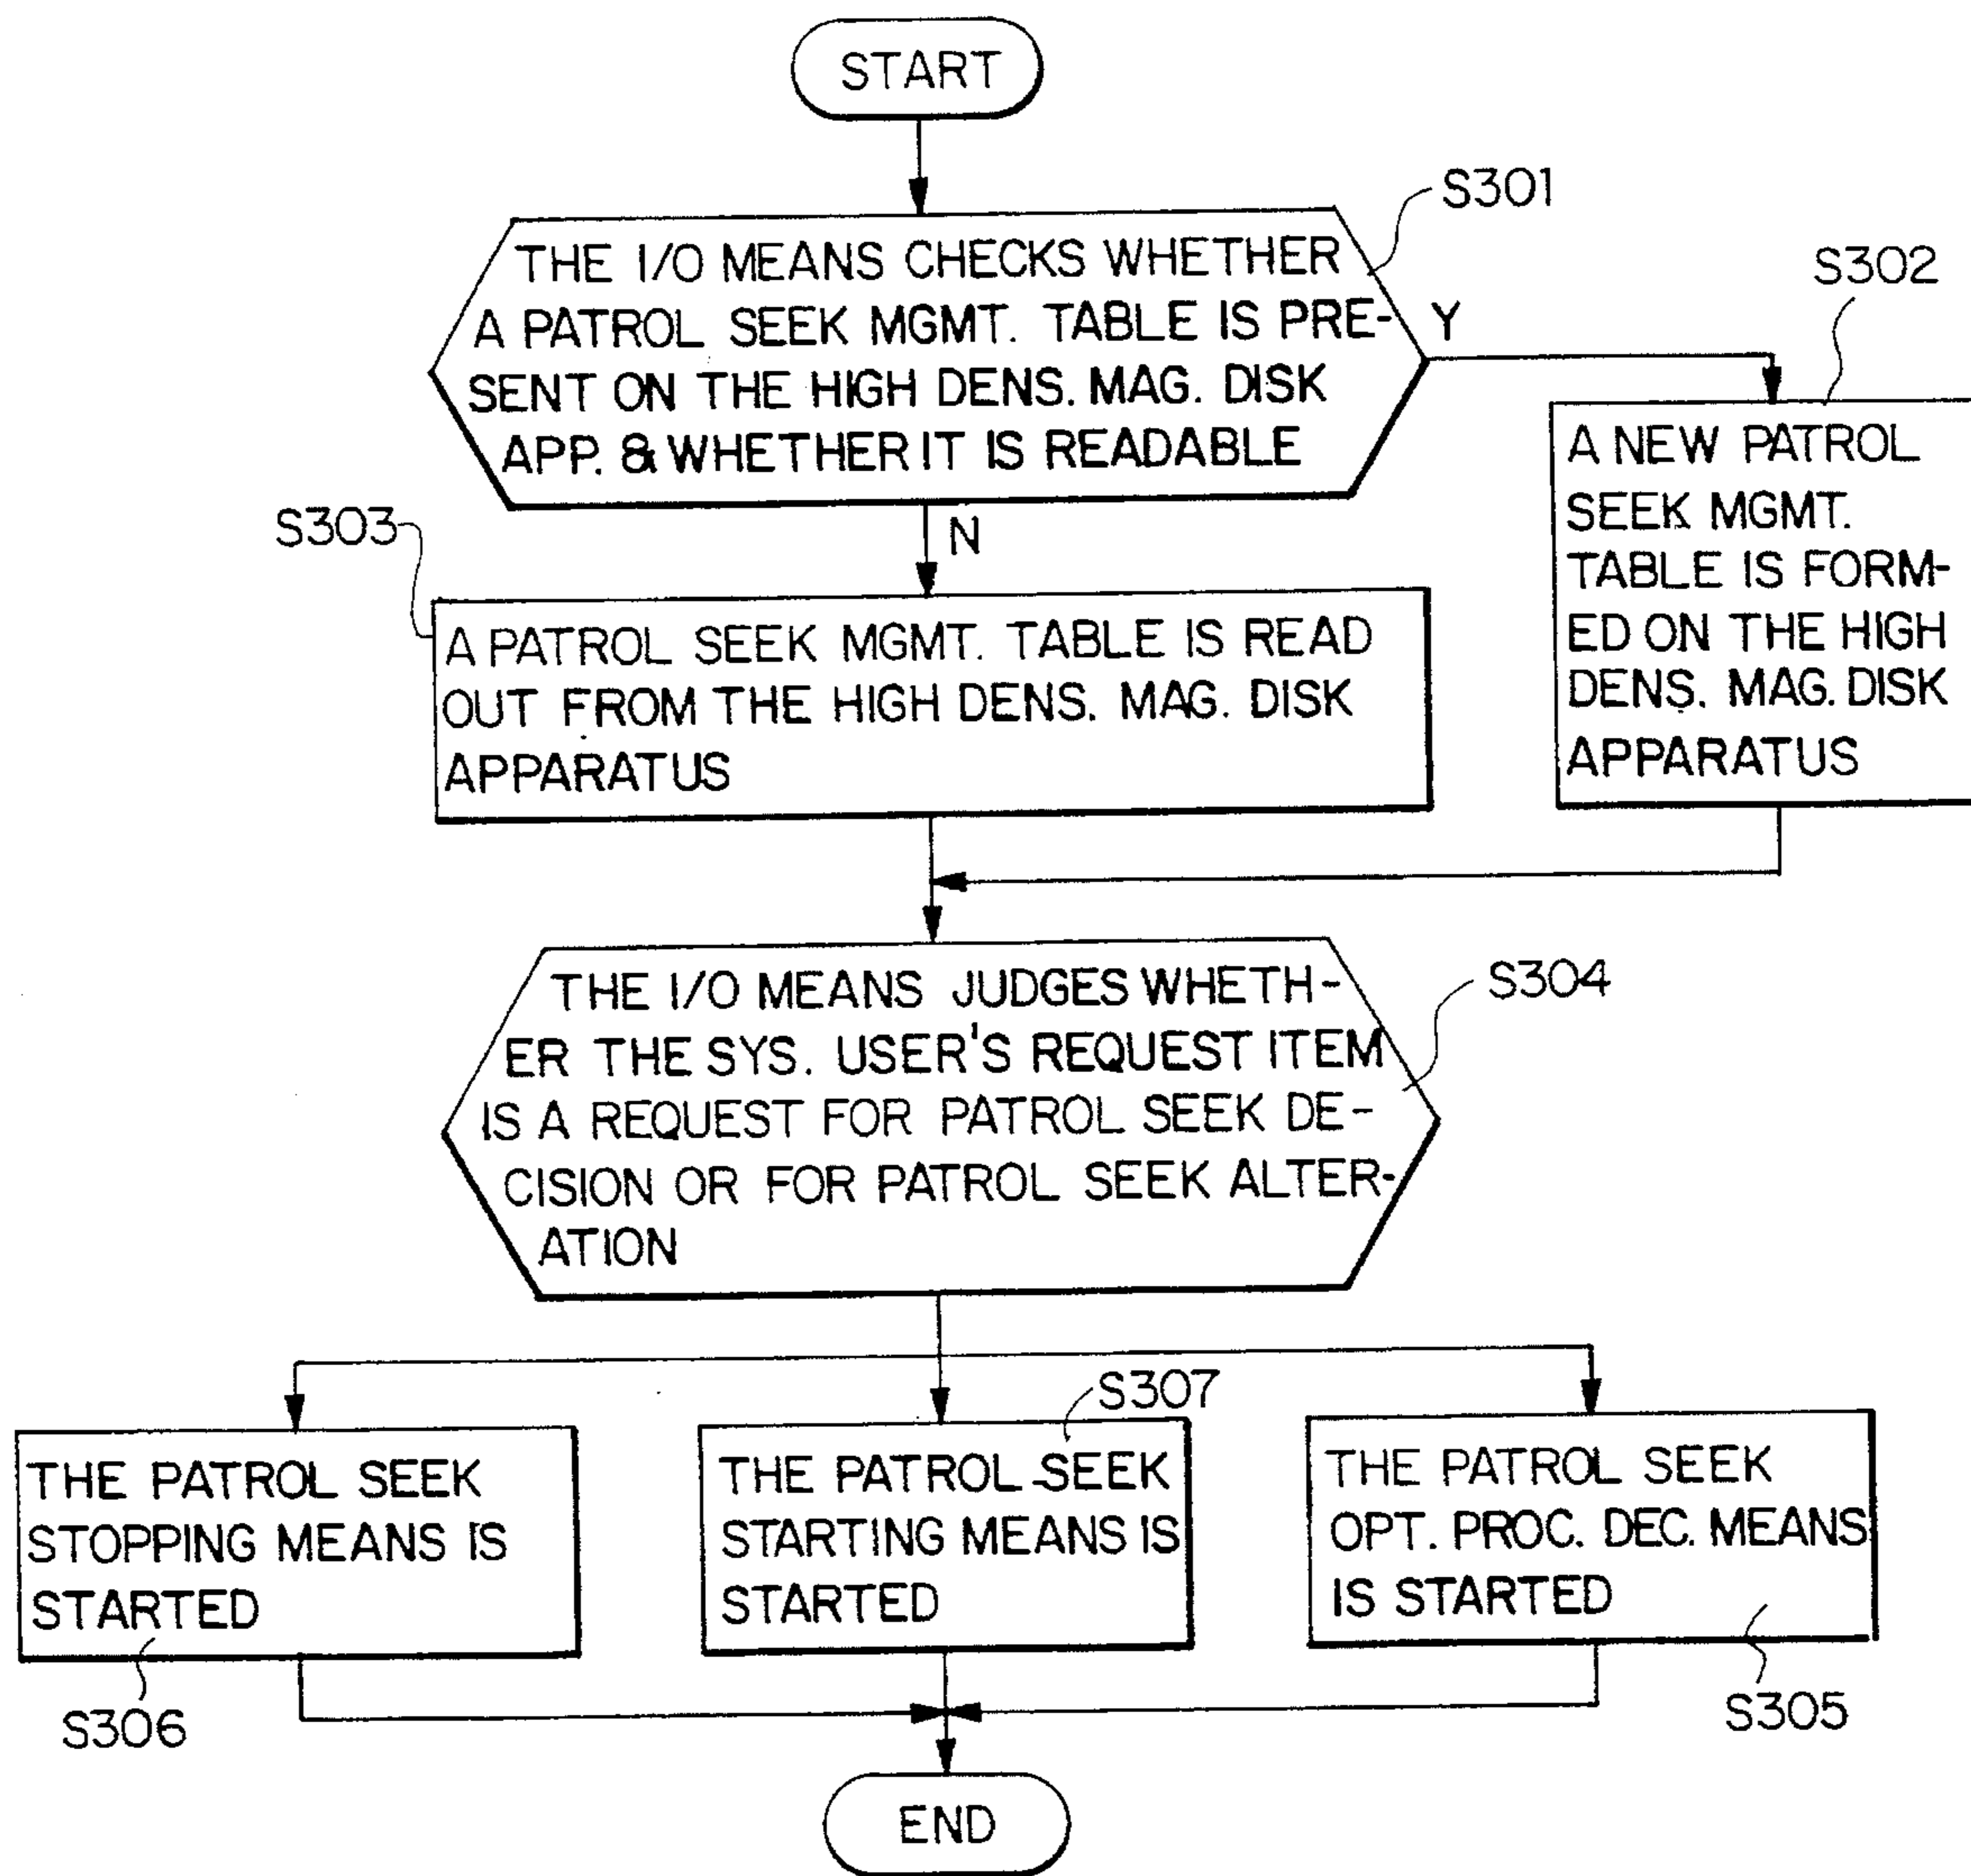 START
S301
THE I/O MEANS CHECKS WHETHER
A PATROL SEEK MGMT. TABLE IS PRE-
SENT ON THE HIGH DENS. MAG. DISK
APP. & WHETHER IT IS READABLE
Y
S302
A NEW PATROL
SEEK MGMT.
TABLE IS FORM-
ED ON THE HIGH
DENS. MAG. DISK
APPARATUS
N
S303
A PATROL SEEK MGMT. TABLE IS READ
OUT FROM THE HIGH DENS. MAG. DISK
APPARATUS
S304
THE I/O MEANS JUDGES WHETH-
ER THE SYS. USER'S REQUEST ITEM
IS A REQUEST FOR PATROL SEEK DE-
CISION OR FOR PATROL SEEK ALTER-
ATION
THE PATROL SEEK
STOPPING MEANS IS
STARTED
S306
S307
THE PATROL SEEK
STARTING MEANS IS
STARTED
THE PATROL SEEK
OPT. PROC. DEC. MEANS
IS STARTED
S305
END